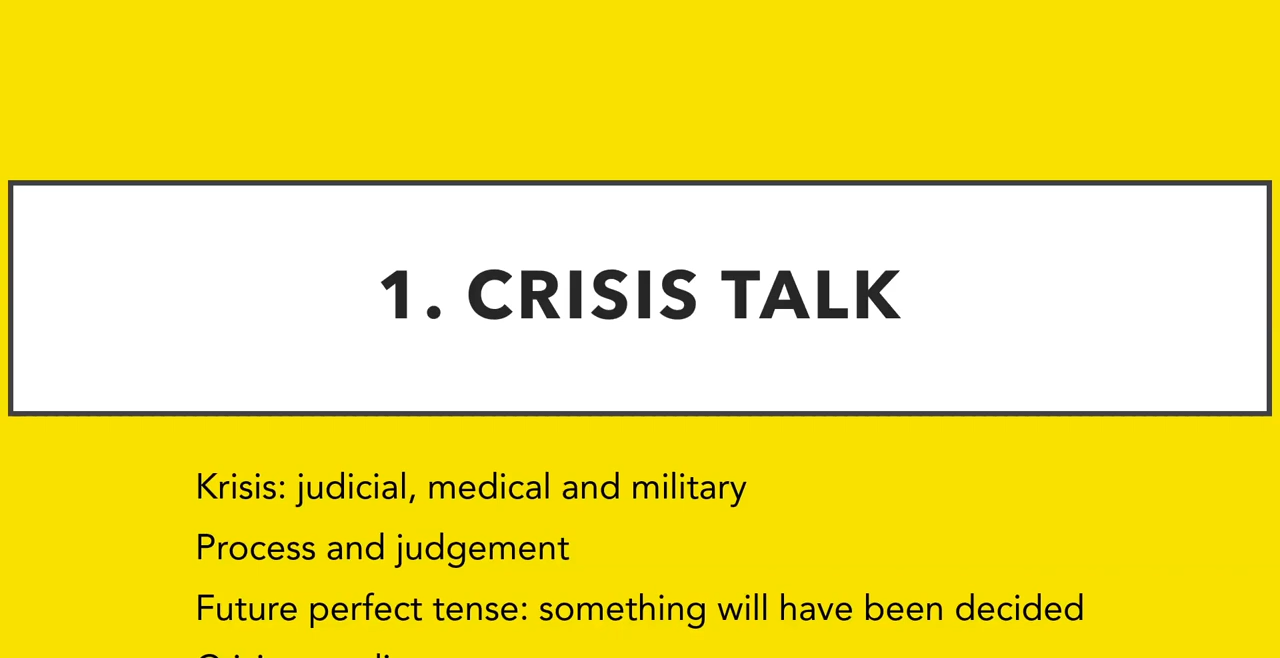 1. CRISIS TALK
Krisis: judicial, medical and military
Process and judgement
Future perfect tense: something will have been decided